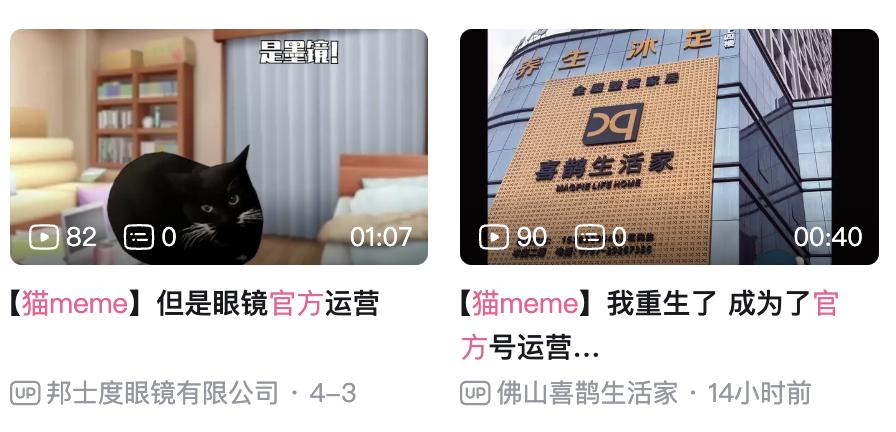 是墨镜!
82
0
01:07
【猫meme】但是眼镜官方运营
UP 邦士度眼镜有限公司 · 4-3
养生 沐足
喜鹊生活家
MAGPIE LIFE HOME
90
0
00:40
【猫meme】我重生了 成为了官
方号运营...
UP 佛山喜鹊生活家 · 14小时前